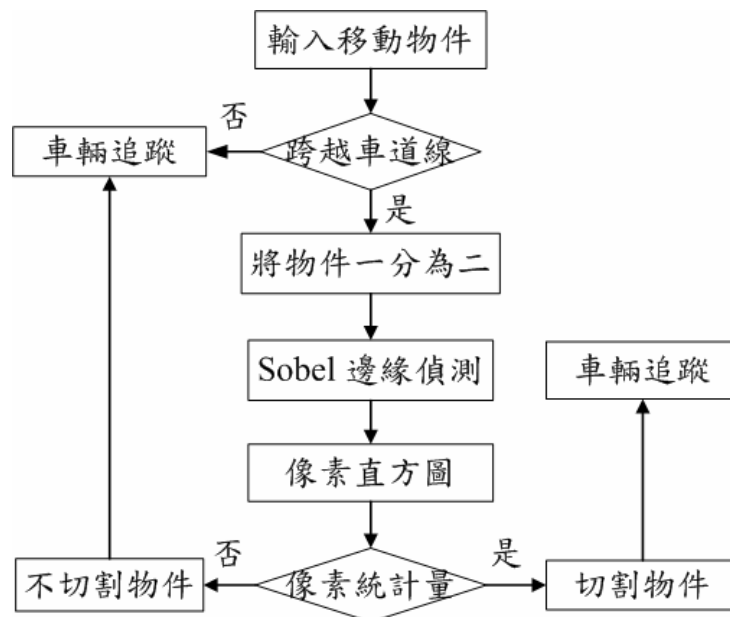 輸入移動物件
否
車輛追蹤
跨越車道線
是
將物件一分為二
Sobel 邊緣偵測
車輛追蹤
像素直方圖
否
是
不切割物件
像素統計量
切割物件